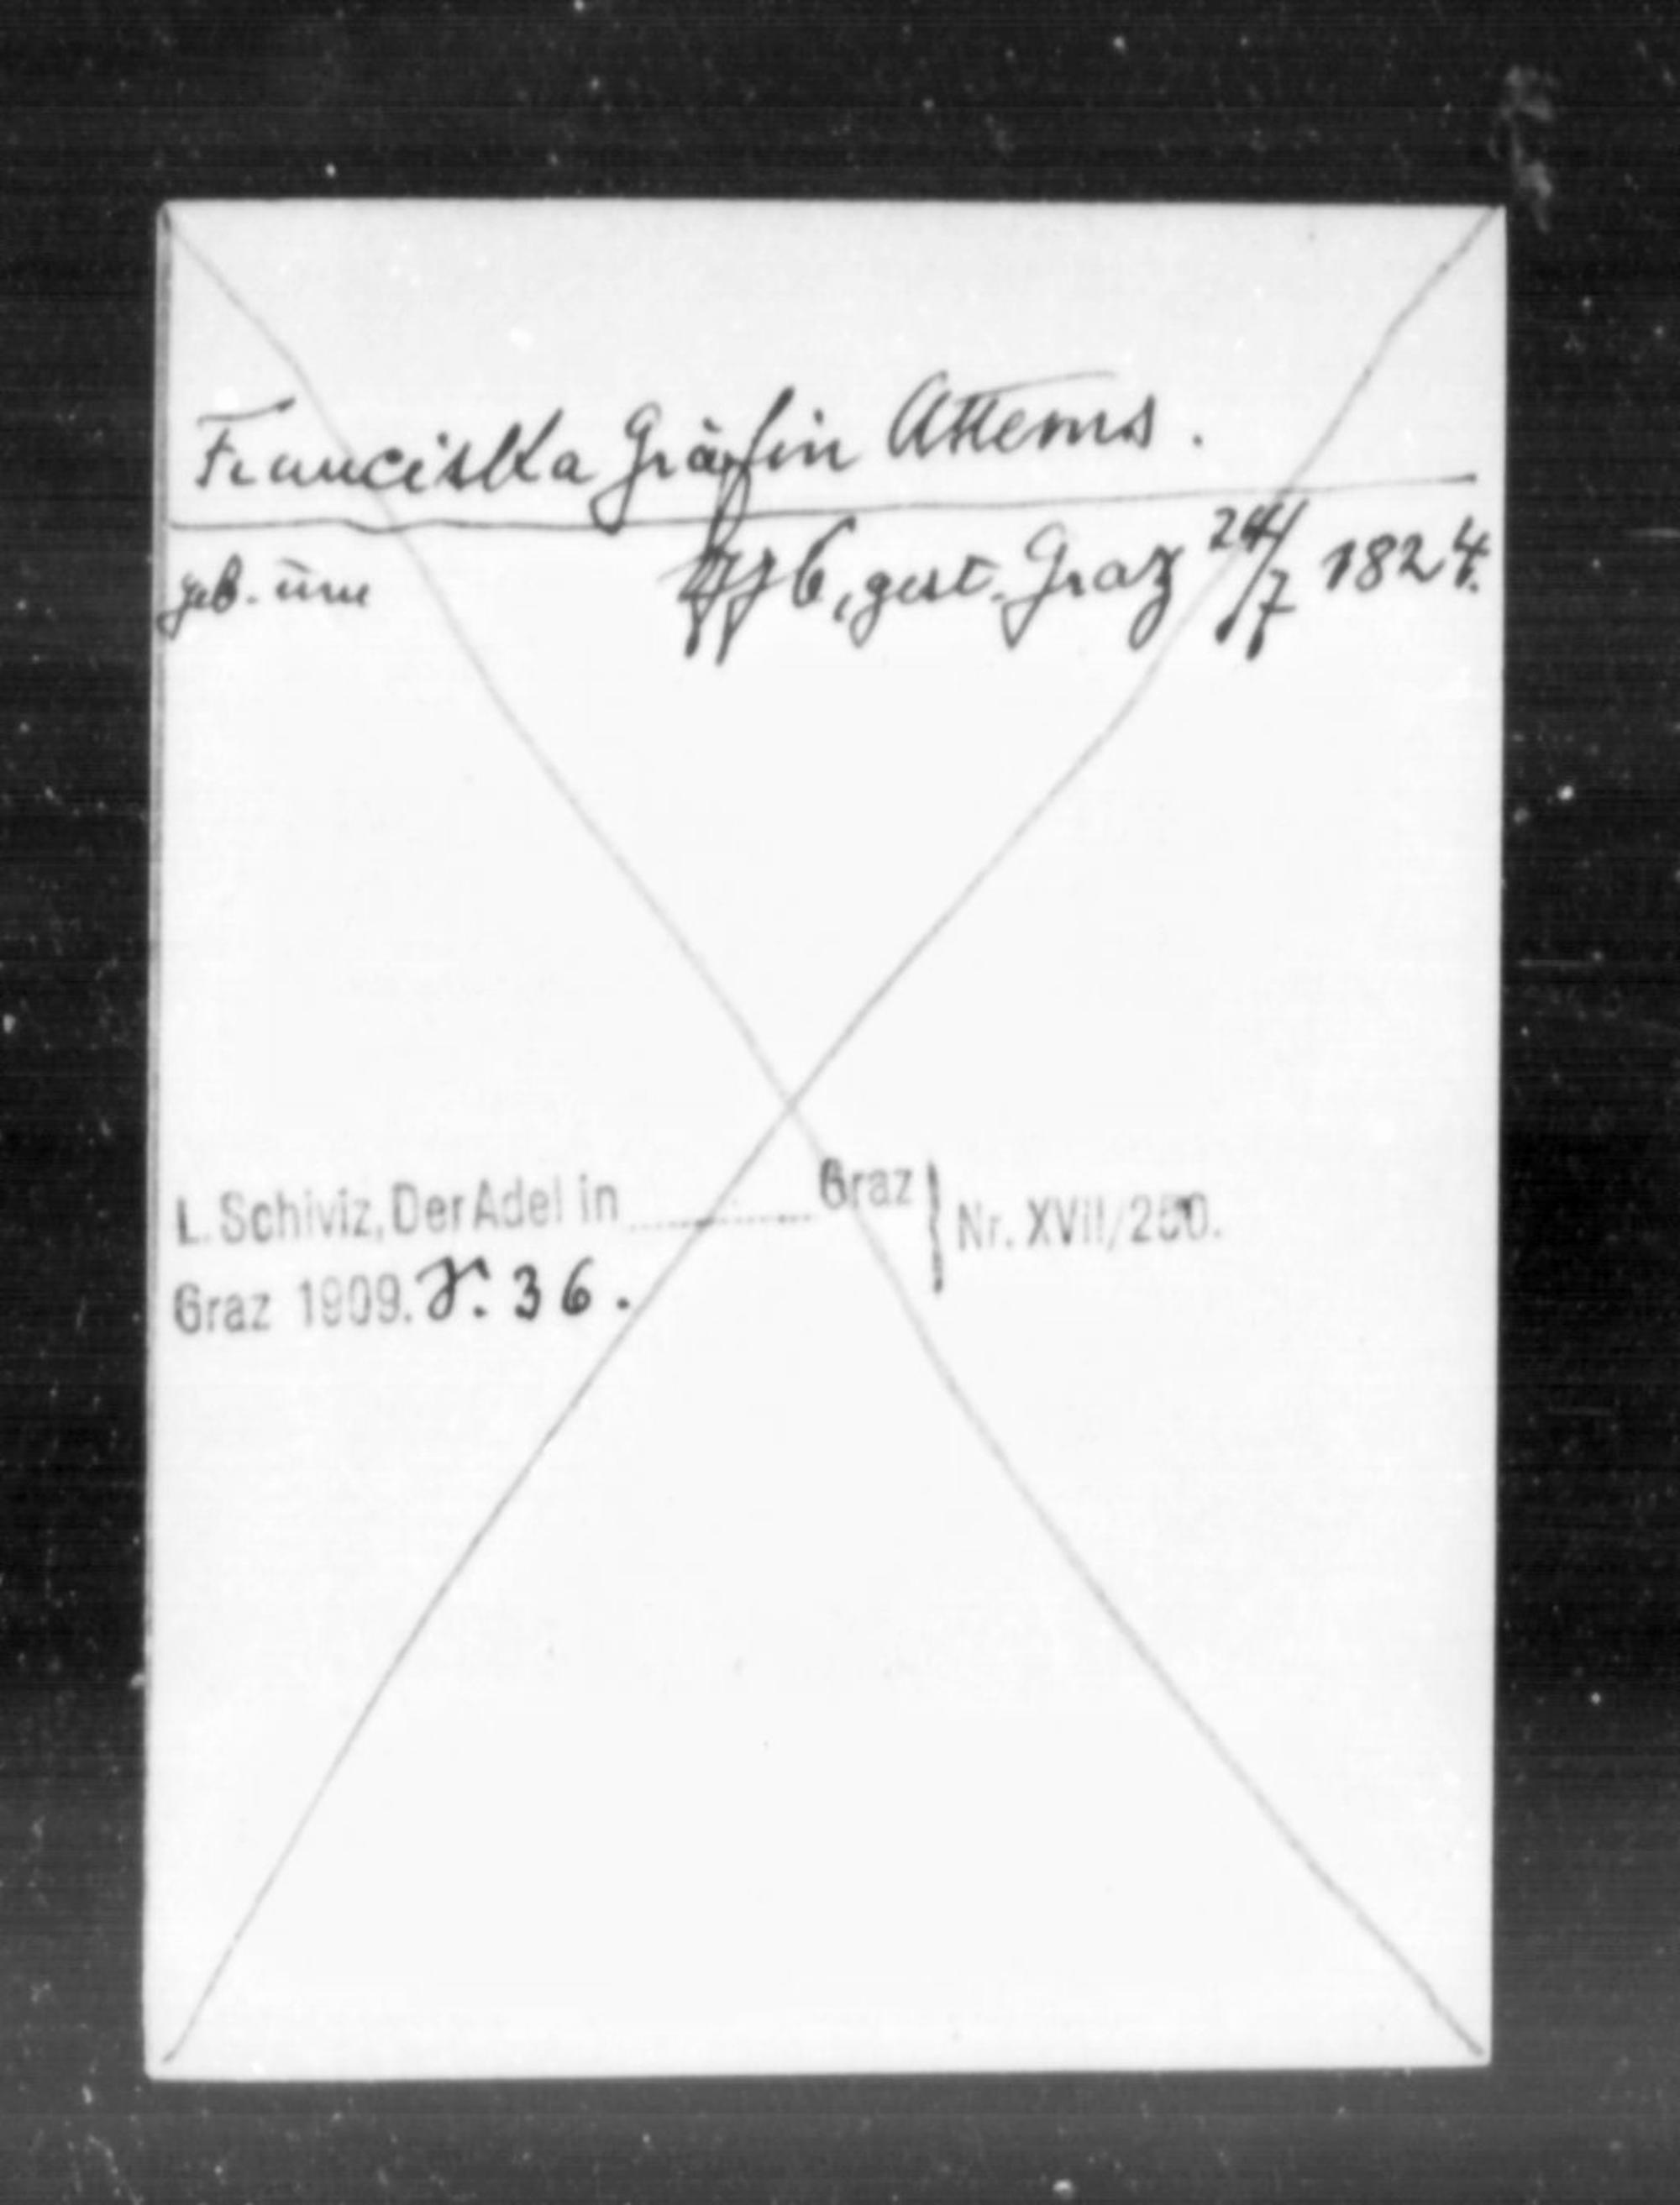 Franciska Gräfin Attems.
geb. um 1776, gest. Graz 24/7 1824.
L. Schiviz, Der Adel in ............ Graz } Nr. XVII/250.
Graz 1909. S. 36.